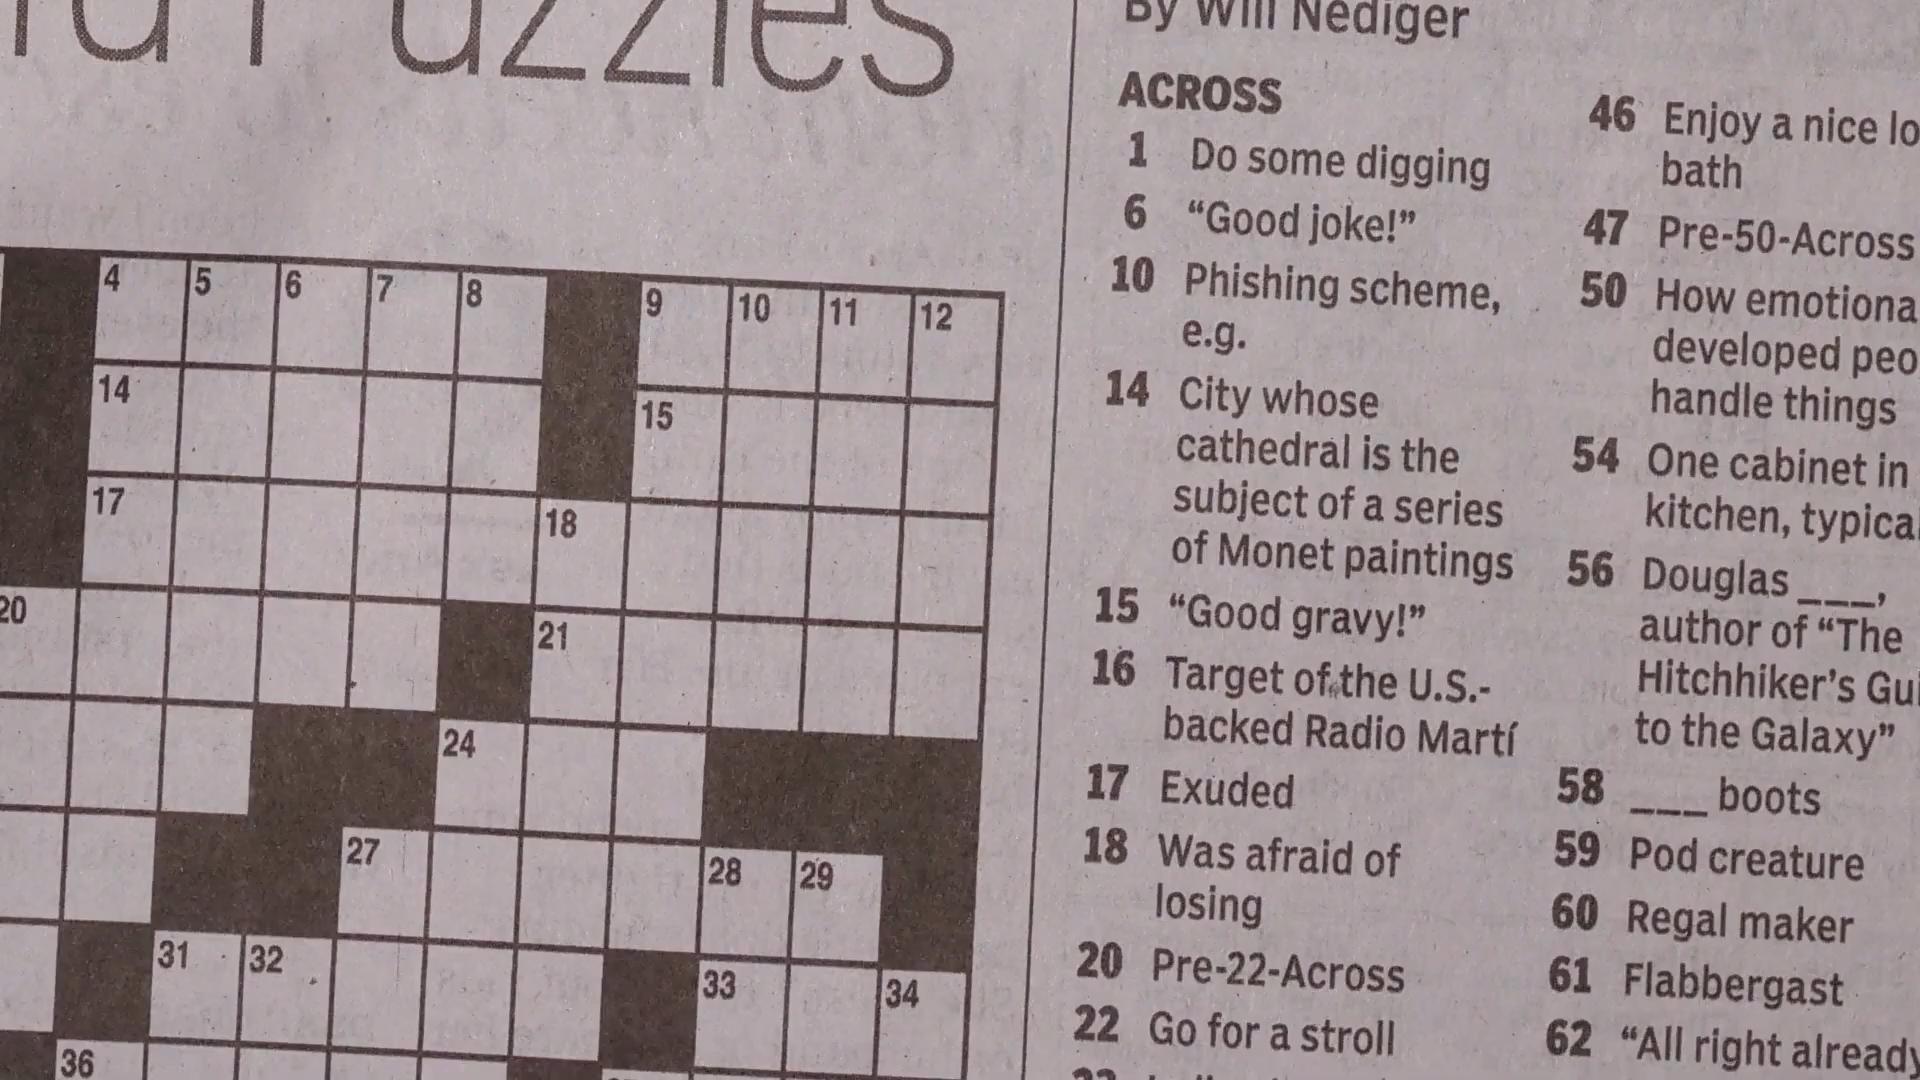 Puzzles
By Will Nediger
ACROSS
1 Do some digging
6 “Good joke!”
10 Phishing scheme,
e.g.
14 City whose
cathedral is the
subject of a series
of Monet paintings
15 “Good gravy!”
16 Target of the U.S.-
backed Radio Martí
17 Exuded
18 Was afraid of
losing
20 Pre-22-Across
22 Go for a stroll
46 Enjoy a nice
bath
47 Pre-50-Across
50 How
developed
handle things
54 One cabinet in
kitchen,
56 Douglas ___,
author of “The
Hitchhiker’s
to the Galaxy”
58 ___ boots
59 Pod creature
60 Regal maker
61 Flabbergast
62 “All right already
4 5 6 7 8 9 10 11 12
14 15
17 18
20 21
24
27 28 29
31 32 33 34
36